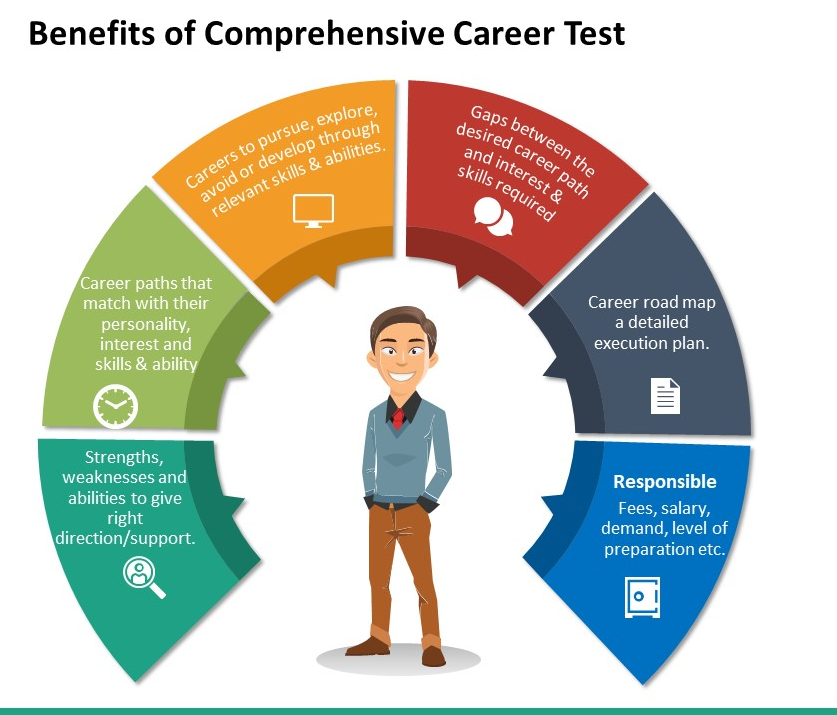 Benefits of Comprehensive Career Test
Careers to pursue, explore,
avoid or develop through
relevant skills & abilities.
Gaps between the
desired career path
and interest &
skills required
Career paths that
match with their
personality,
interest and
skills & ability
Career road map
a detailed
execution plan.
Strengths,
weaknesses and
abilities to give
right
direction/support.
Responsible
Fees, salary,
demand, level of
preparation etc.